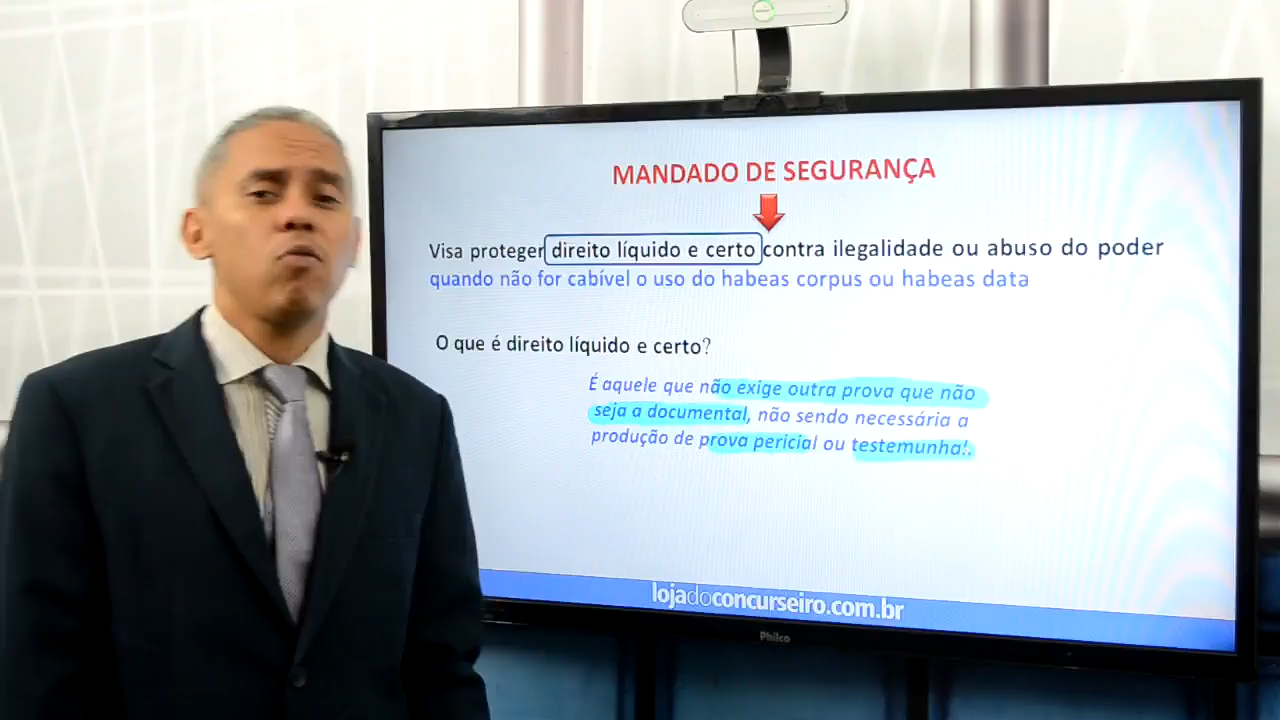 MANDADO DE SEGURANÇA
Visa proteger direito líquido e certo contra ilegalidade ou abuso do poder
quando não for cabível o uso do habeas corpus ou habeas data
O que é direito líquido e certo?
É aquele que não exige outra prova que não
seja a documental, não sendo necessária a
produção de prova pericial ou testemunhal.
lojadoconcurseiro.com.br
Philco